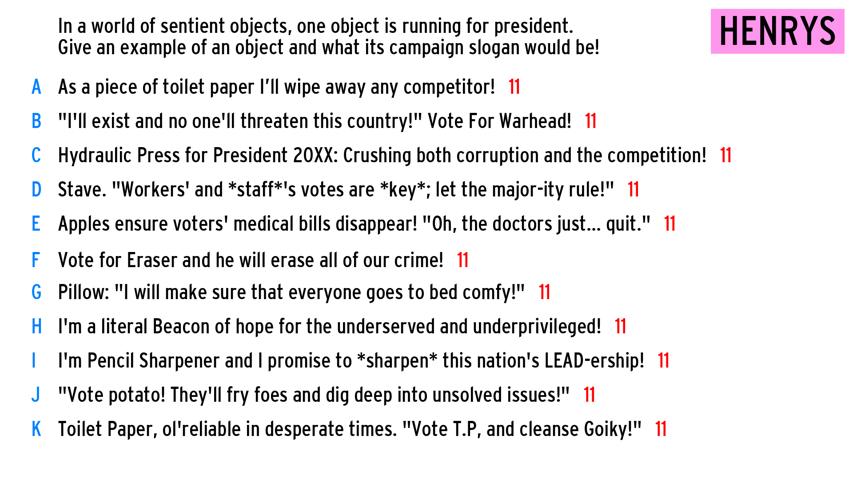 In a world of sentient objects, one object is running for president.
Give an example of an object and what its campaign slogan would be!
HENRYS
A As a piece of toilet paper I'll wipe away any competitor! 11
B "I'll exist and no one'll threaten this country!" Vote For Warhead! 11
C Hydraulic Press for President 20XX: Crushing both corruption and the competition! 11
D Stave. "Workers' and *staff*'s votes are *key*; let the major-ity rule!" 11
E Apples ensure voters' medical bills disappear! "Oh, the doctors just... quit." 11
F Vote for Eraser and he will erase all of our crime! 11
G Pillow: "I will make sure that everyone goes to bed comfy!" 11
H I'm a literal Beacon of hope for the underserved and underprivileged! 11
I I'm Pencil Sharpener and I promise to *sharpen* this nation's LEAD-ership! 11
J "Vote potato! They'll fry foes and dig deep into unsolved issues!" 11
K Toilet Paper, ol'reliable in desperate times. "Vote T.P, and cleanse Goiky!" 11